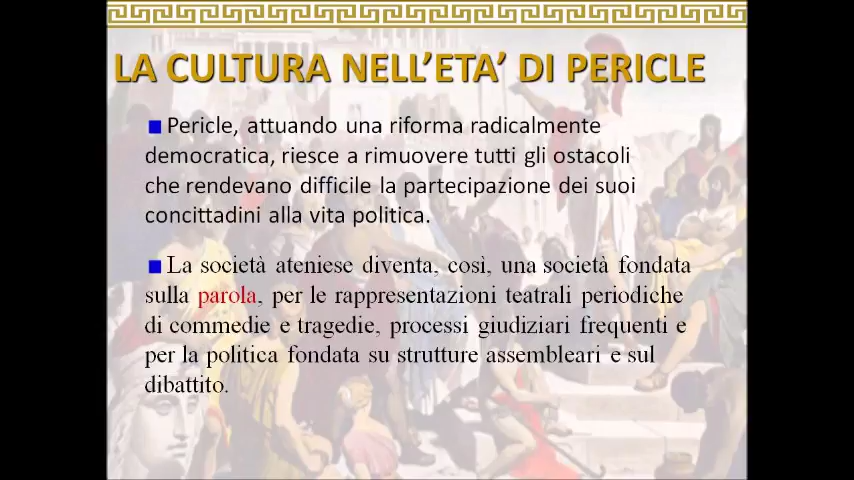 LA CULTURA NELL’ETA’ DI PERICLE
Pericle, attuando una riforma radicalmente
democratica, riesce a rimuovere tutti gli ostacoli
che rendevano difficile la partecipazione dei suoi
concittadini alla vita politica.
La società ateniese diventa, così, una società fondata
sulla parola, per le rappresentazioni teatrali periodiche
di commedie e tragedie, processi giudiziari frequenti e
per la politica fondata su strutture assembleari e sul
dibattito.